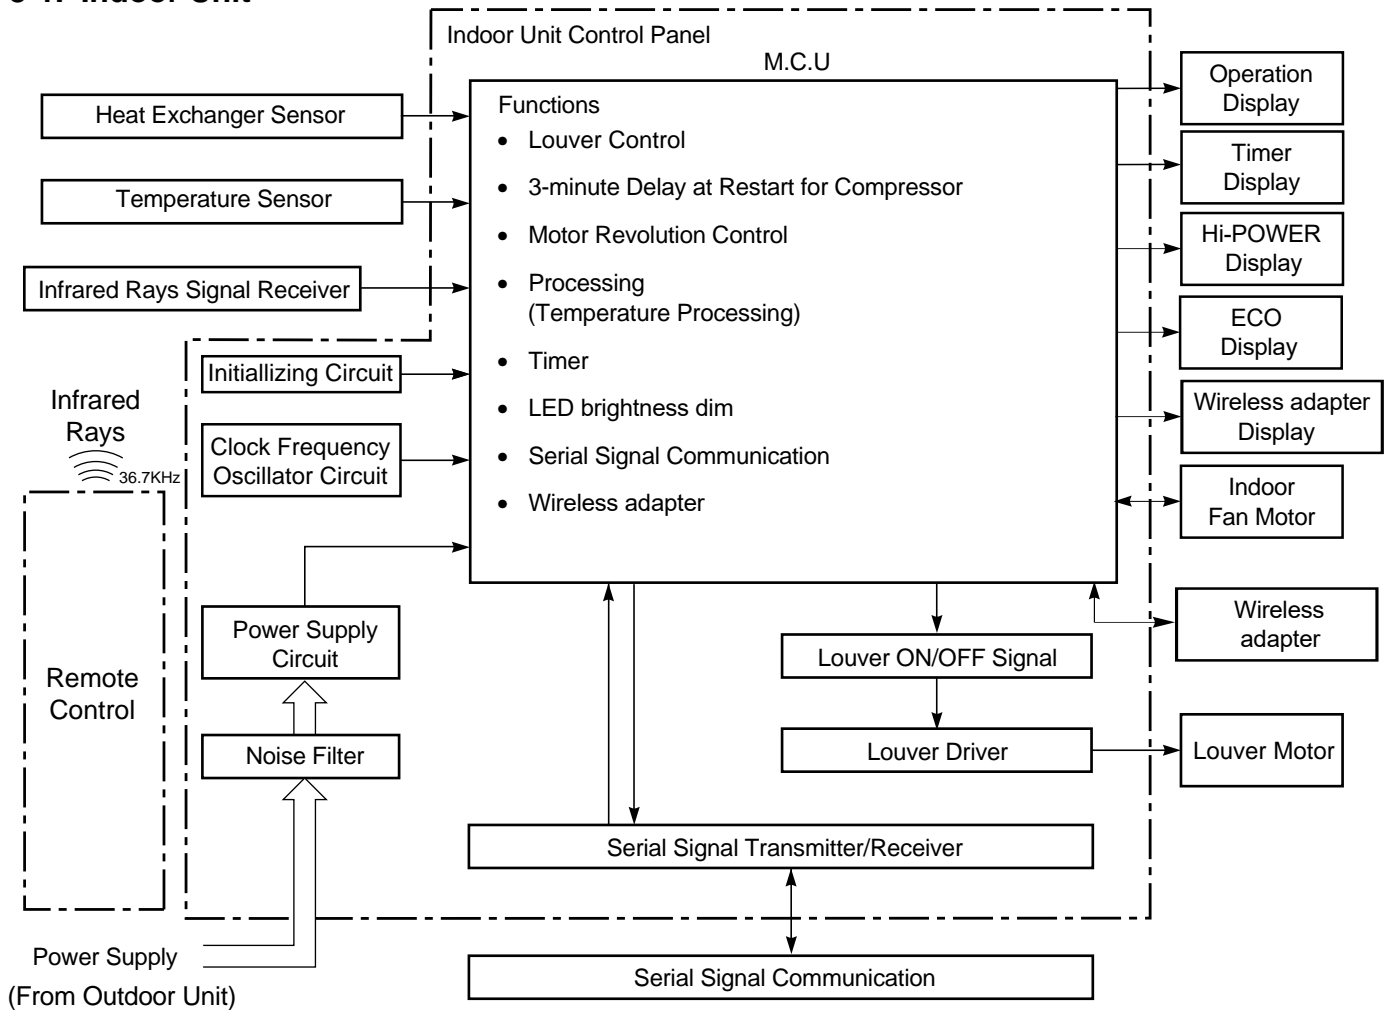 Indoor Unit Control Panel
M.C.U
Functions
• Louver Control
• 3-minute Delay at Restart for Compressor
• Motor Revolution Control
• Processing
(Temperature Processing)
• Timer
• LED brightness dim
• Serial Signal Communication
• Wireless adapter
Heat Exchanger Sensor
Temperature Sensor
Infrared Rays Signal Receiver
Initiallizing Circuit
Clock Frequency
Oscillator Circuit
Infrared
Rays
36.7KHz
Remote
Control
Power Supply
Circuit
Noise Filter
Power Supply
(From Outdoor Unit)
Operation
Display
Timer
Display
Hi-POWER
Display
ECO
Display
Wireless adapter
Display
Indoor
Fan Motor
Wireless
adapter
Louver ON/OFF Signal
Louver Driver
Louver Motor
Serial Signal Transmitter/Receiver
Serial Signal Communication